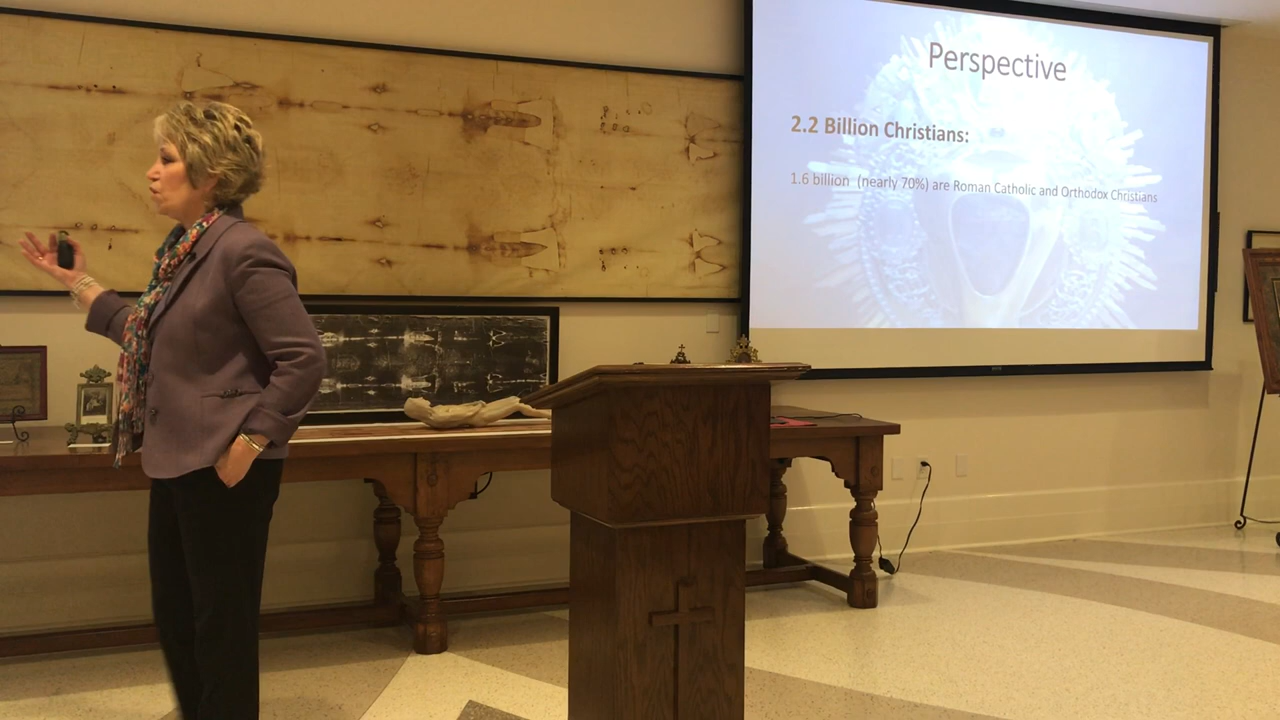 Perspective
2.2 Billion Christians:
1.6 billion (nearly 70%) are Roman Catholic and Orthodox Christians